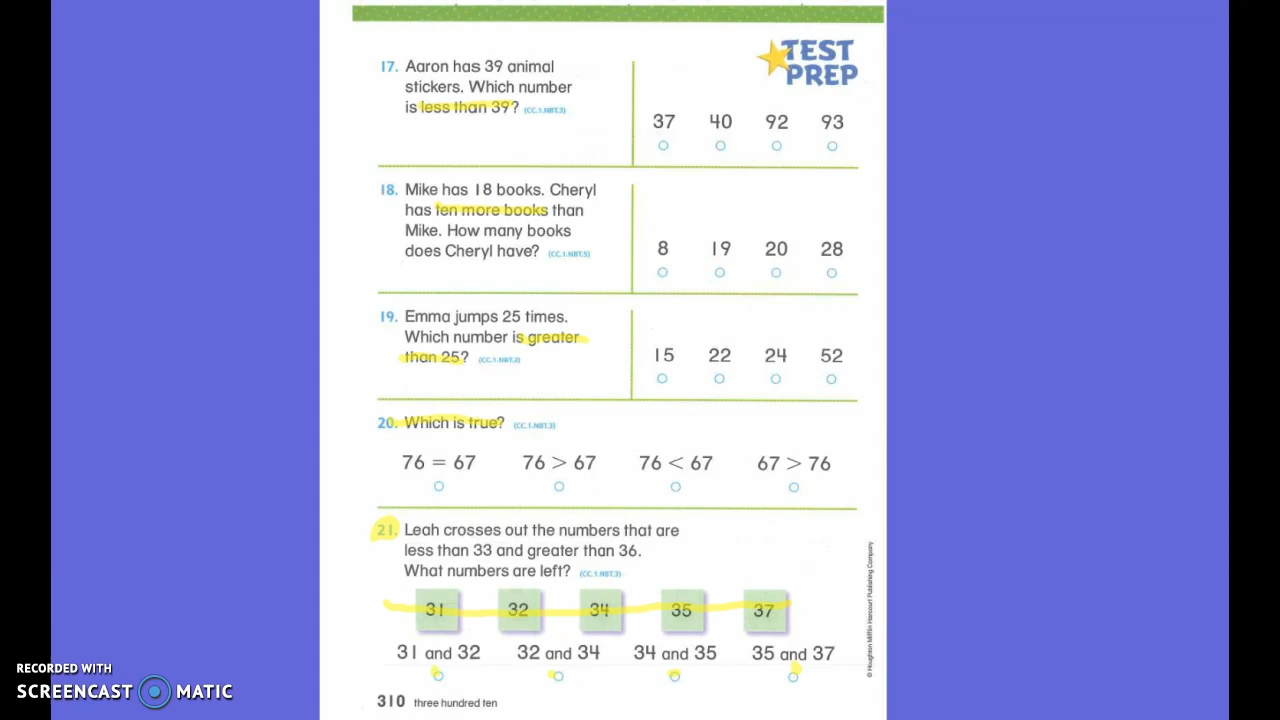 TEST
PREP
17. Aaron has 39 animal
stickers. Which number
is less than 39? (CC.1.NBT.3)
37 40 92 93
18. Mike has 18 books. Cheryl
has ten more books than
Mike. How many books
does Cheryl have? (CC.1.NBT.5)
8 19 20 28
19. Emma jumps 25 times.
Which number is greater
than 25? (CC.1.NBT.3)
15 22 24 52
20. Which is true? (CC.1.NBT.3)
76 = 67 76 > 67 76 < 67 67 > 76
21. Leah crosses out the numbers that are
less than 33 and greater than 36.
What numbers are left? (CC.1.NBT.3)
31 32 34 35 37
31 and 32 32 and 34 34 and 35 35 and 37
310 three hundred ten
© Houghton Mifflin Harcourt Publishing Company
RECORDED WITH
SCREENCAST MATIC